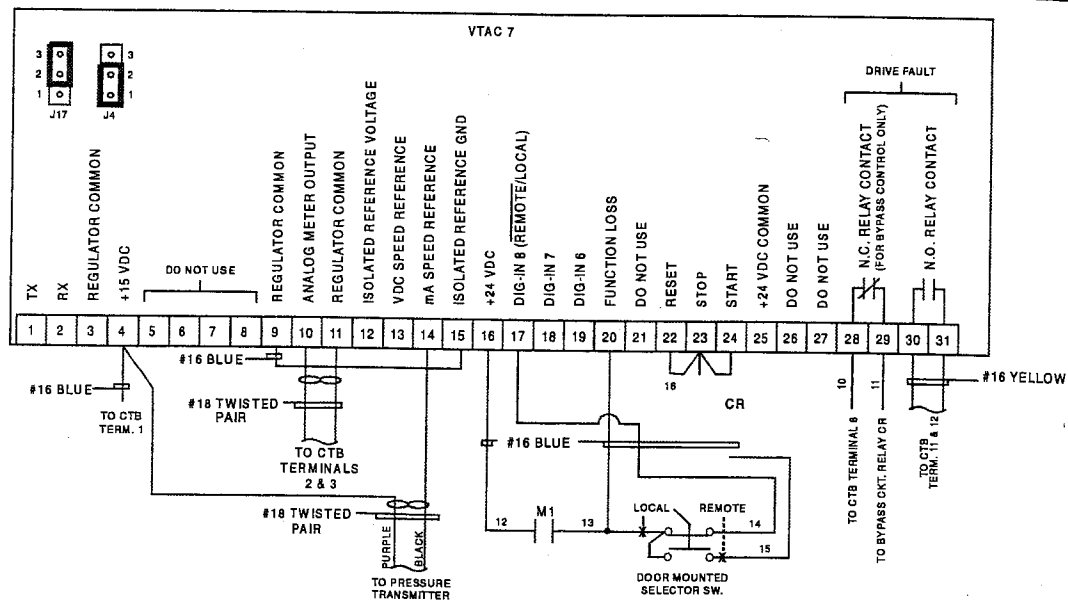 VTAC 7
3
2
1
J17
3
2
1
J4
DRIVE FAULT
TX
RX
REGULATOR COMMON
+15 VDC
DO NOT USE
REGULATOR COMMON
ANALOG METER OUTPUT
REGULATOR COMMON
ISOLATED REFERENCE VOLTAGE
VDC SPEED REFERENCE
mA SPEED REFERENCE
ISOLATED REFERENCE GND
+24 VDC
DIG-IN 8 (REMOTE/LOCAL)
DIG-IN 7
DIG-IN 6
FUNCTION LOSS
DO NOT USE
RESET
STOP
START
+24 VDC COMMON
DO NOT USE
DO NOT USE
N.C. RELAY CONTACT
(FOR BYPASS CONTROL ONLY)
N.O. RELAY CONTACT
1 2 3 4 5 6 7 8 9 10 11 12 13 14 15 16 17 18 19 20 21 22 23 24 25 26 27 28 29 30 31
#16 BLUE
#16 BLUE
TO CTB
TERM. 1
#18 TWISTED
PAIR
TO CTB
TERMINALS
2 & 3
#18 TWISTED
PAIR
PURPLE
BLACK
TO PRESSURE
TRANSMITTER
#16 BLUE
16
CR
12
M1
13
LOCAL
REMOTE
14
15
DOOR MOUNTED
SELECTOR SW.
10
11
TO CTB TERMINAL 8
TO BYPASS CKT. RELAY CR
TO CTB
TERM. 11 & 12
#16 YELLOW